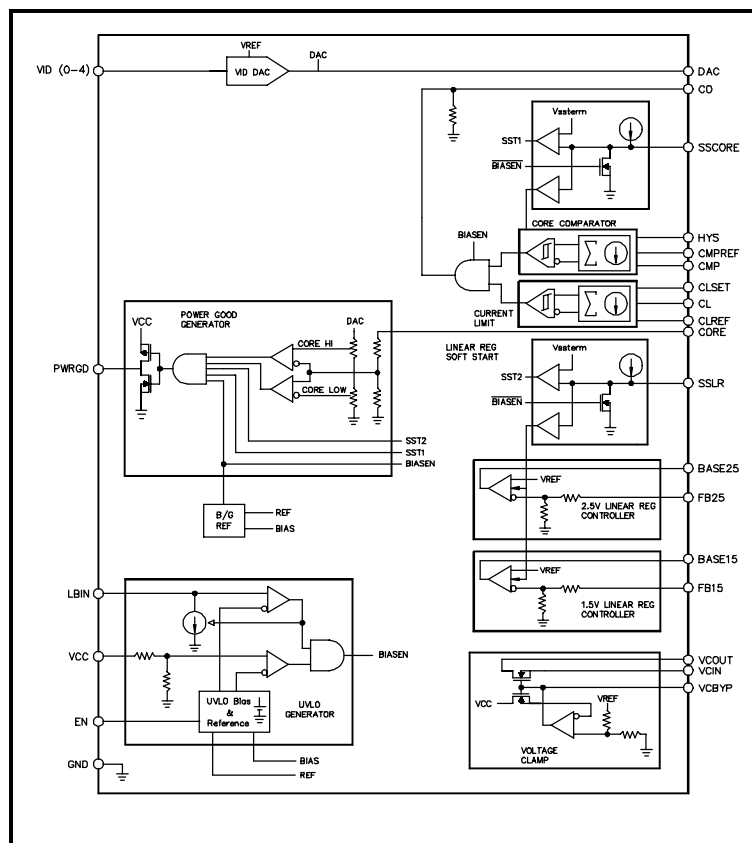 VREF
VID (0-4)
VID DAC
DAC
DAC
CO
Vssterm
SST1
SSCORE
BIASEN
CORE COMPARATOR
HYS
BIASEN
CMPREF
CMP
CLSET
CL
CURRENT
LIMIT
CLREF
CORE
POWER GOOD
GENERATOR
VCC
DAC
CORE HI
CORE LOW
PWRGD
LINEAR REG
SOFT START
Vssterm
SST2
SSLR
BIASEN
SST2
SST1
BIASEN
B/G
REF
REF
BIAS
BASE25
VREF
FB25
2.5V LINEAR REG
CONTROLLER
BASE15
VREF
FB15
1.5V LINEAR REG
CONTROLLER
LBIN
VCC
BIASEN
UVLO Bias
&
Reference
UVLO
GENERATOR
EN
GND
BIAS
REF
VCOUT
VCIN
VCBYP
VCC
VREF
VOLTAGE
CLAMP